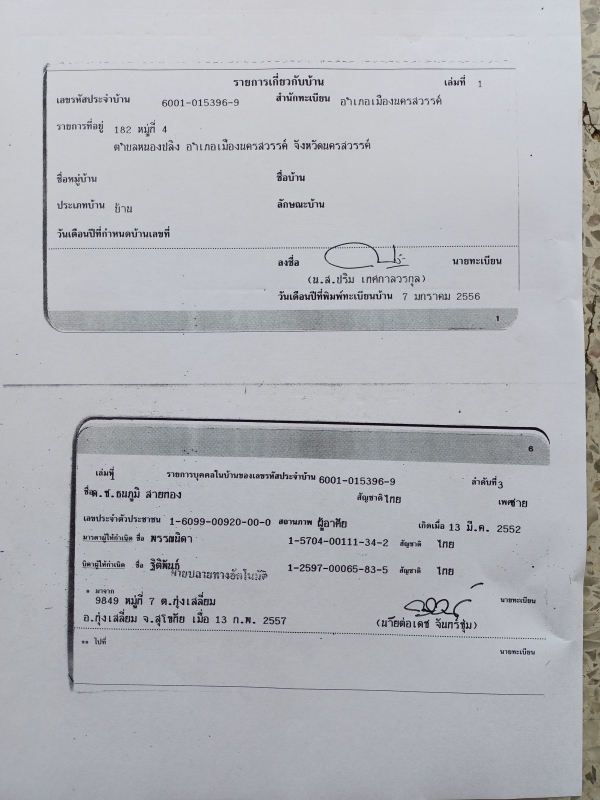 รายการเกี่ยวกับบ้าน เล่มที่ 1
เลขรหัสประจำบ้าน 6001-015396-9 สำนักทะเบียน อำเภอเมืองนครสวรรค์
รายการที่อยู่ 182 หมู่ที่ 4
ตำบลหนองปลิง อำเภอเมืองนครสวรรค์ จังหวัดนครสวรรค์
ชื่อหมู่บ้าน ชื่อบ้าน
ประเภทบ้าน บ้าน ลักษณะบ้าน
วันเดือนปีที่กำหนดบ้านเลขที่
ลงชื่อ นายทะเบียน
(น.ส.ปริม เทศกาลวรกุล)
วันเดือนปีที่พิมพ์ทะเบียนบ้าน 7 มกราคม 2556
1
6
เล่มที่ 1 รายการบุคคลในบ้านของเลขรหัสประจำบ้าน 6001-015396-9 ลำดับที่ 3
ชื่อ ด.ช.ธนภูมิ สายทอง สัญชาติ ไทย เพศ ชาย
เลขประจำตัวประชาชน 1-6099-00920-00-0 สถานภาพ ผู้อาศัย เกิดเมื่อ 13 มี.ค. 2552
มารดาผู้ให้กำเนิด ชื่อ พรรณนิดา 1-5704-00111-34-2 สัญชาติ ไทย
บิดาผู้ให้กำเนิด ชื่อ ฐิติพันธุ์ 1-2597-00065-83-5 สัญชาติ ไทย
ย้ายปลายทางอัตโนมัติ
* มาจาก นายทะเบียน
9849 หมู่ที่ 7 ต.ทุ่งเสลี่ยม
อ.ทุ่งเสลี่ยม จ.สุโขทัย เมื่อ 13 ก.พ. 2557 (นายต่อเดช จันทร์ชุ่ม)
** ไปที่ นายทะเบียน